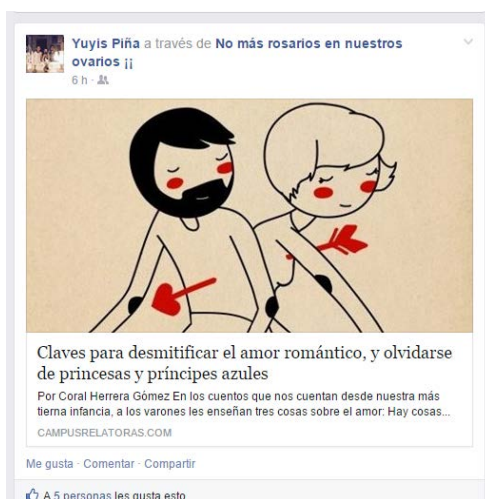 Yuyis Piña a través de No más rosarios en nuestros
ovarios ¡¡
6 h ·
Claves para desmitificar el amor romántico, y olvidarse
de princesas y príncipes azules
Por Coral Herrera Gómez En los cuentos que nos cuentan desde nuestra más
tierna infancia, a los varones les enseñan tres cosas sobre el amor: Hay cosas...
CAMPUSRELATORAS.COM
Me gusta · Comentar · Compartir
A 5 personas les gusta esto